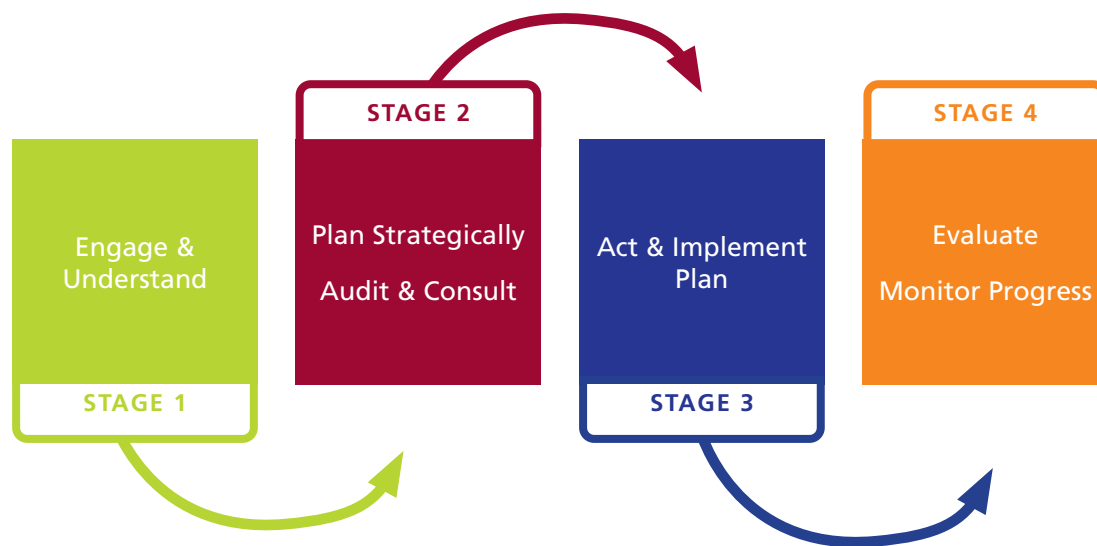 Engage &
Understand
STAGE 1
STAGE 2
Plan Strategically
Audit & Consult
Act & Implement
Plan
STAGE 3
STAGE 4
Evaluate
Monitor Progress